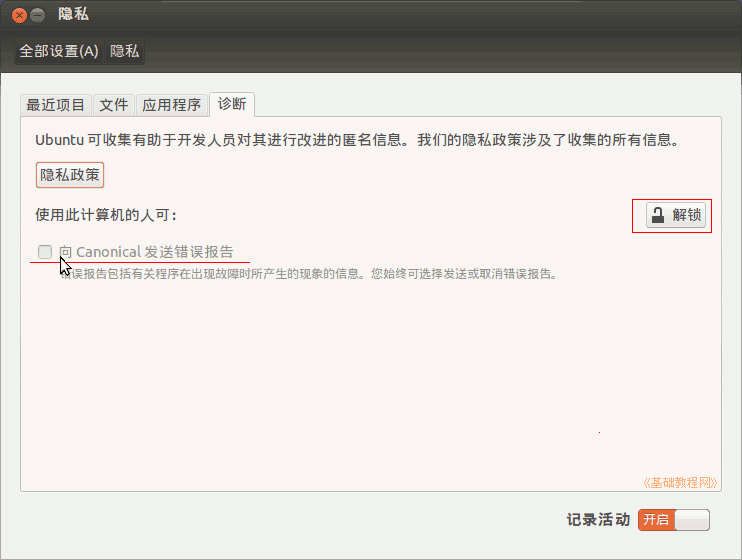 隐私
全部设置(A) 隐私
最近项目 文件 应用程序 诊断
Ubuntu 可收集有助于开发人员对其进行改进的匿名信息。我们的隐私政策涉及了收集的所有信息。
隐私政策
使用此计算机的人可：
解锁
向 Canonical 发送错误报告
错误报告包括有关程序在出现故障时所产生的现象的信息。您始终可选择发送或取消错误报告。
《基础教程网》
记录活动 开启